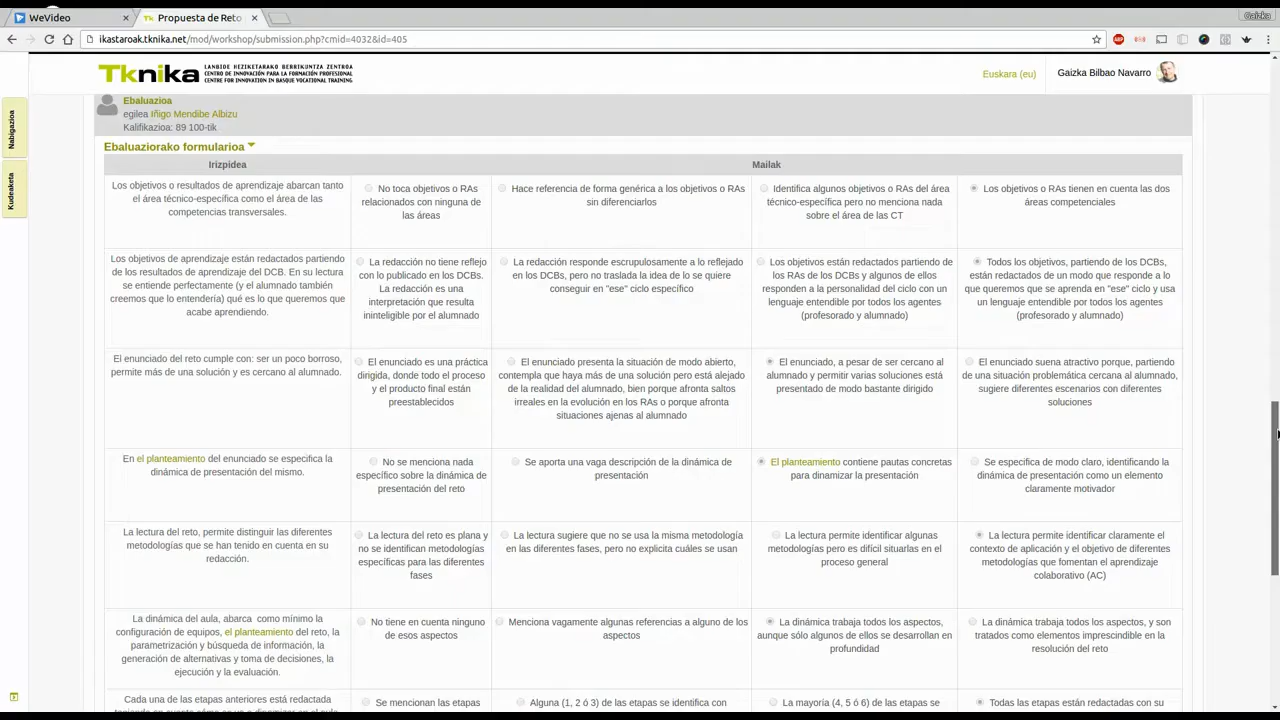 WeVideo
Propuesta de Reto
Gaizka
ikastaroak.tknika.net/mod/workshop/submission.php?cmid=4032&id=405
Tknika
LANBIDE HEZIKETARAKO BERRIKUNTZA ZENTROA
CENTRO DE INNOVACIÓN PARA LA FORMACIÓN PROFESIONAL
CENTRE FOR INNOVATION IN BASQUE VOCATIONAL TRAINING
Euskara (eu)
Gaizka Bilbao Navarro
Nabigazioa
Kudeaketa
Ebaluazioa
egilea Iñigo Mendibe Albizu
Kalifikazioa: 89 100-tik
Ebaluaziorako formularioa
Irizpidea
Mailak
Los objetivos o resultados de aprendizaje abarcan tanto
el área técnico-específica como el área de las
competencias transversales.
No toca objetivos o RAs
relacionados con ninguna de
las áreas
Hace referencia de forma genérica a los objetivos o RAs
sin diferenciarlos
Identifica algunos objetivos o RAs del área
técnico-específica pero no menciona nada
sobre el área de las CT
Los objetivos o RAs tienen en cuenta las dos
áreas competenciales
Los objetivos de aprendizaje están redactados partiendo
de los resultados de aprendizaje del DCB. En su lectura
se entiende perfectamente (y el alumnado también
creemos que lo entendería) qué es lo que queremos que
acabe aprendiendo.
La redacción no tiene reflejo
con lo publicado en los DCBs.
La redacción es una
interpretación que resulta
ininteligible por el alumnado
La redacción responde escrupulosamente a lo reflejado
en los DCBs, pero no traslada la idea de lo se quiere
conseguir en "ese" ciclo específico
Los objetivos están redactados partiendo de
los RAs de los DCBs y algunos de ellos
responden a la personalidad del ciclo con un
lenguaje entendible por todos los agentes
(profesorado y alumnado)
Todos los objetivos, partiendo de los DCBs,
están redactados de un modo que responde a lo
que queremos que se aprenda en "ese" ciclo y usa
un lenguaje entendible por todos los agentes
(profesorado y alumnado)
El enunciado del reto cumple con: ser un poco borroso,
permite más de una solución y es cercano al alumnado.
El enunciado es una práctica
dirigida, donde todo el proceso
y el producto final están
preestablecidos
El enunciado presenta la situación de modo abierto,
contempla que haya más de una solución pero está alejado
de la realidad del alumnado, bien porque afronta saltos
irreales en la evolución en los RAs o porque afronta
situaciones ajenas al alumnado
El enunciado, a pesar de ser cercano al
alumnado y permitir varias soluciones está
presentado de modo bastante dirigido
El enunciado suena atractivo porque, partiendo
de una situación problemática cercana al alumnado,
sugiere diferentes escenarios con diferentes
soluciones
En el planteamiento del enunciado se especifica la
dinámica de presentación del mismo.
No se menciona nada
específico sobre la dinámica de
presentación del reto
Se aporta una vaga descripción de la dinámica de
presentación
El planteamiento contiene pautas concretas
para dinamizar la presentación
Se especifica de modo claro, identificando la
dinámica de presentación como un elemento
claramente motivador
La lectura del reto, permite distinguir las diferentes
metodologías que se han tenido en cuenta en su
redacción.
La lectura del reto es plana y
no se identifican metodologías
específicas para las diferentes
fases
La lectura sugiere que no se usa la misma metodología
en las diferentes fases, pero no explicita cuáles se usan
La lectura permite identificar algunas
metodologías pero es difícil situarlas en el
proceso general
La lectura permite identificar claramente el
contexto de aplicación y el objetivo de diferentes
metodologías que fomentan el aprendizaje
colaborativo (AC)
La dinámica del aula, abarca como mínimo la
configuración de equipos, el planteamiento del reto, la
parametrización y búsqueda de información, la
generación de alternativas y toma de decisiones, la
ejecución y la evaluación.
No tiene en cuenta ninguno
de esos aspectos
Menciona vagamente algunas referencias a alguno de los
aspectos
La dinámica trabaja todos los aspectos,
aunque sólo algunos de ellos se desarrollan en
profundidad
La dinámica trabaja todos los aspectos, y son
tratados como elementos imprescindible en la
resolución del reto
Cada una de las etapas anteriores está redactada
Se mencionan las etapas
Alguna (1, 2 ó 3) de las etapas se identifica con
La mayoría (4, 5 ó 6) de las etapas se
Todas las etapas están redactadas con su